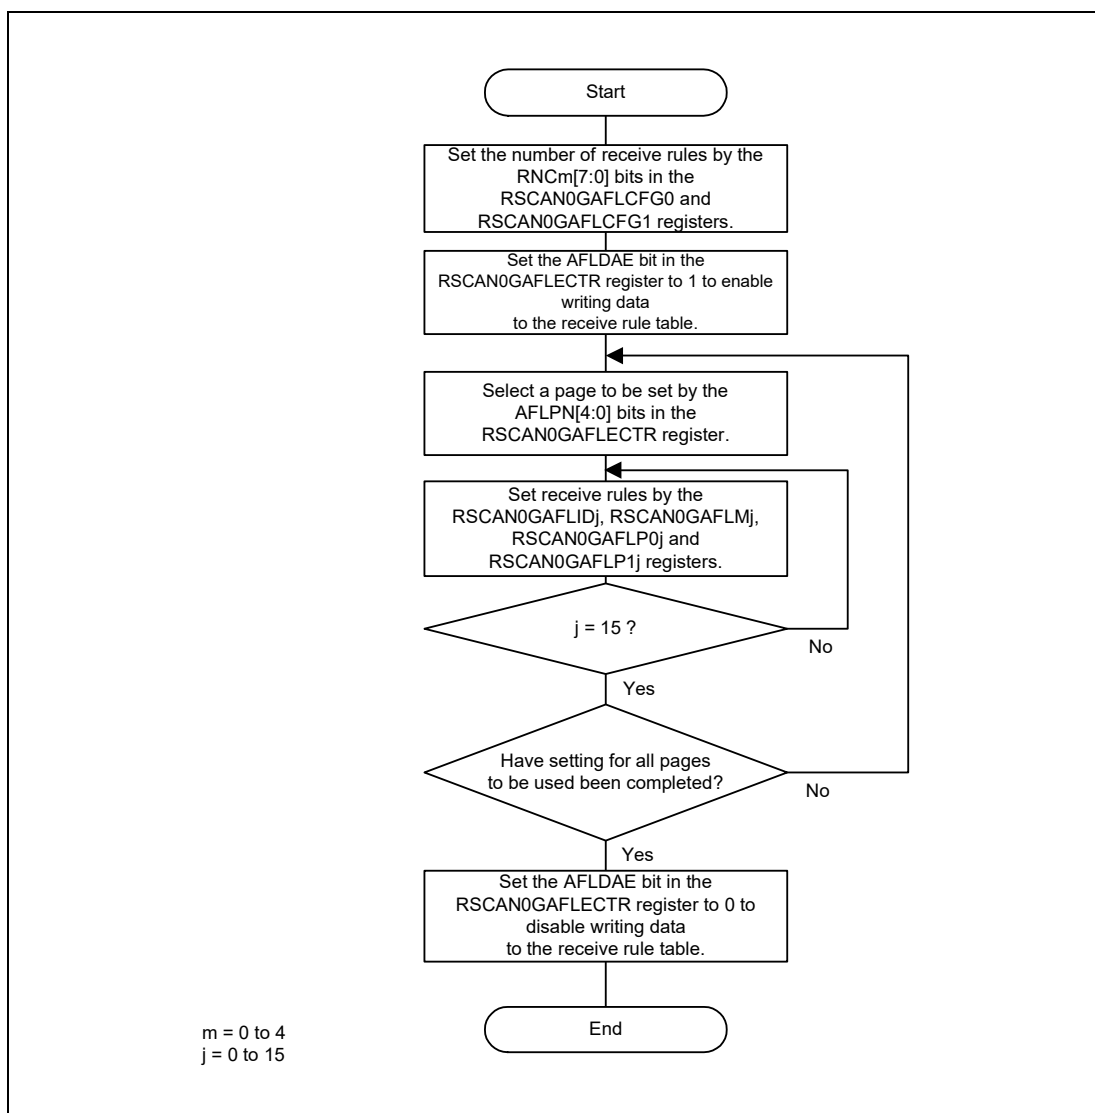 Start
Set the number of receive rules by the
RNCm[7:0] bits in the
RSCAN0GAFLCFG0 and
RSCAN0GAFLCFG1 registers.
Set the AFLDAE bit in the
RSCAN0GAFLECTR register to 1 to enable
writing data
to the receive rule table.
Select a page to be set by the
AFLPN[4:0] bits in the
RSCAN0GAFLECTR register.
Set receive rules by the
RSCAN0GAFLIDj, RSCAN0GAFLMj,
RSCAN0GAFLP0j and
RSCAN0GAFLP1j registers.
j = 15 ?
No
Yes
Have setting for all pages
to be used been completed?
No
Yes
Set the AFLDAE bit in the
RSCAN0GAFLECTR register to 0 to
disable writing data
to the receive rule table.
End
m = 0 to 4
j = 0 to 15